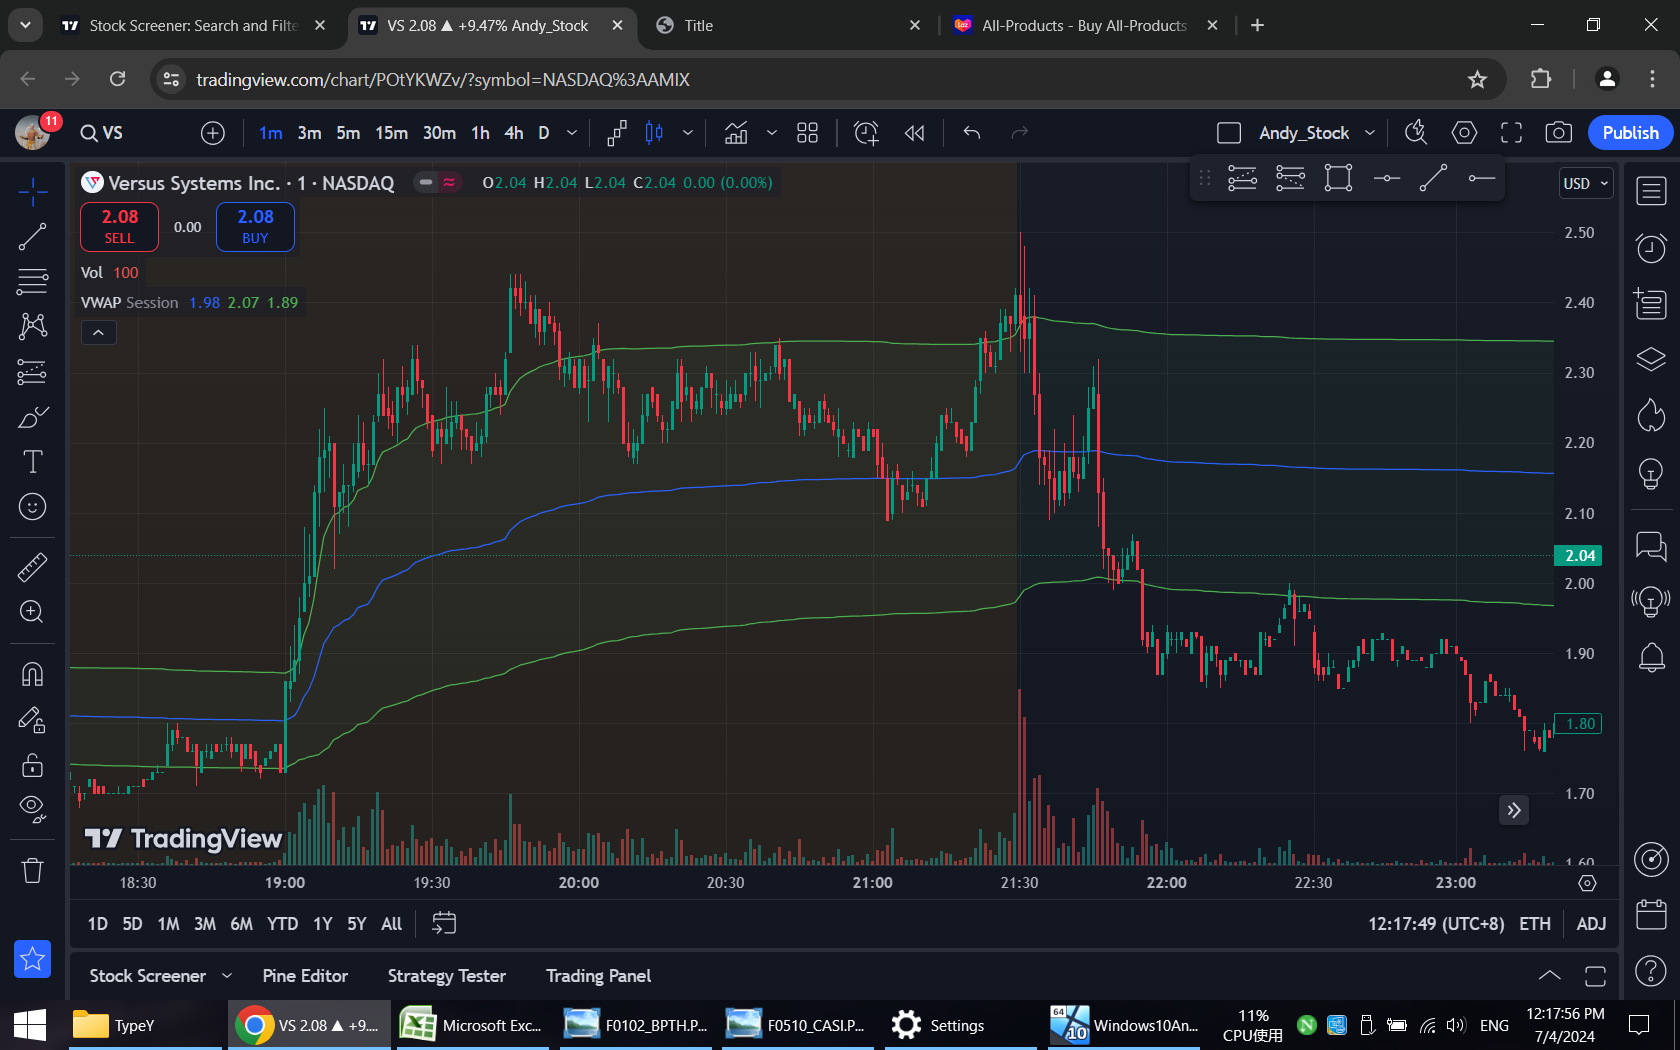 Stock Screener: Search and Filte
VS 2.08 ▲ +9.47% Andy_Stock
Title
All-Products - Buy All-Products
tradingview.com/chart/POtYKWZv/?symbol=NASDAQ%3AAMIX
11
VS
1m 3m 5m 15m 30m 1h 4h D
Andy_Stock
Publish
Versus Systems Inc. · 1 · NASDAQ
O2.04 H2.04 L2.04 C2.04 0.00 (0.00%)
USD
2.08
SELL
0.00
2.08
BUY
Vol 100
VWAP Session 1.98 2.07 1.89
2.50
2.40
2.30
2.20
2.10
2.04
2.00
1.90
1.80
1.70
1.60
TradingView
18:30 19:00 19:30 20:00 20:30 21:00 21:30 22:00 22:30 23:00
1D 5D 1M 3M 6M YTD 1Y 5Y All
12:17:49 (UTC+8) ETH ADJ
Stock Screener Pine Editor Strategy Tester Trading Panel
TypeY
VS 2.08 ▲ +9....
Microsoft Exc...
F0102_BPTH.P...
F0510_CASI.P...
Settings
64
10
Windows10An...
11%
CPU使用
N
ENG
12:17:56 PM
7/4/2024